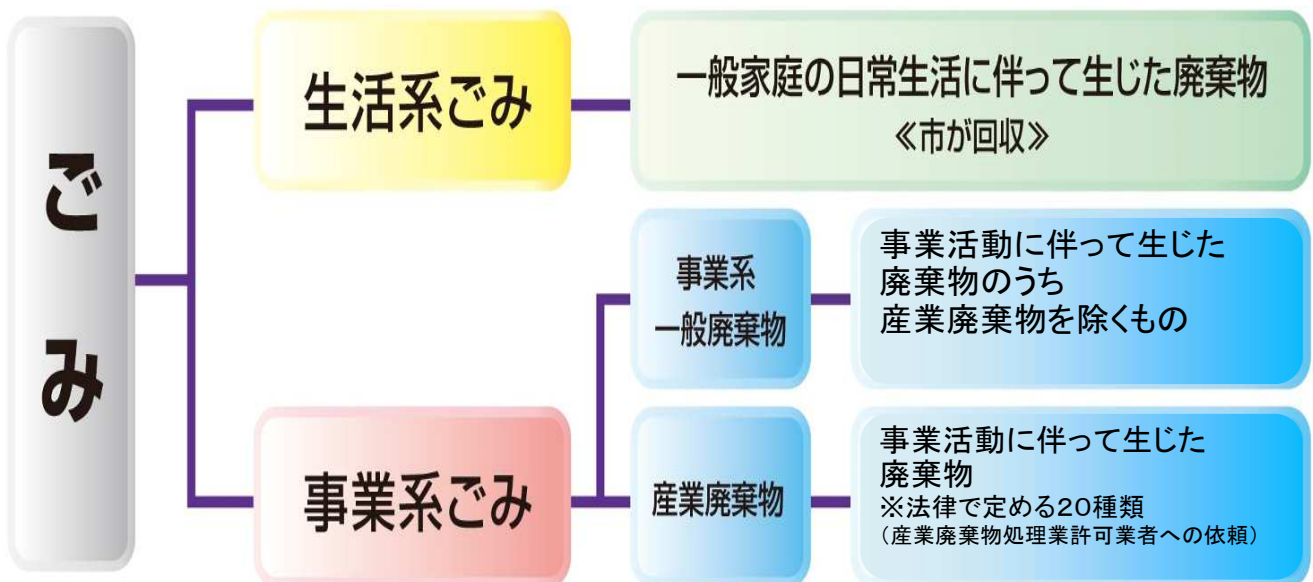 ごみ
生活系ごみ
一般家庭の日常生活に伴って生じた廃棄物
≪市が回収≫
事業系ごみ
事業系
一般廃棄物
事業活動に伴って生じた
廃棄物のうち
産業廃棄物を除くもの
産業廃棄物
事業活動に伴って生じた
廃棄物
※法律で定める20種類
(産業廃棄物処理業許可業者への依頼)